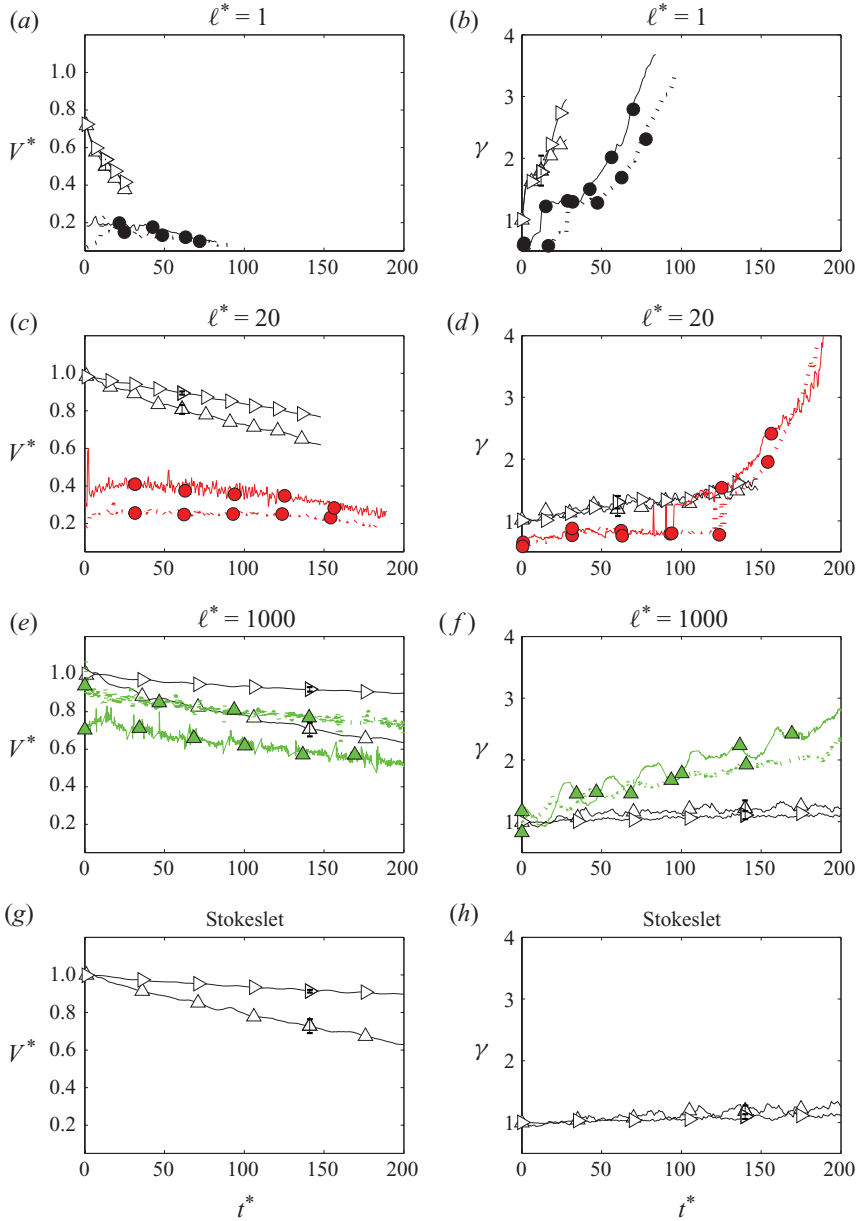 (a) ℓ* = 1
1.0
0.8
V* 0.6
0.4
0.2
0 50 100 150 200
(b) ℓ* = 1
4
3
γ
2
1
0 50 100 150 200
(c) ℓ* = 20
1.0
0.8
V* 0.6
0.4
0.2
0 50 100 150 200
(d) ℓ* = 20
4
3
γ
2
1
0 50 100 150 200
(e) ℓ* = 1000
1.0
0.8
V* 0.6
0.4
0.2
0 50 100 150 200
(f) ℓ* = 1000
4
3
γ
2
1
0 50 100 150 200
(g) Stokeslet
1.0
0.8
V* 0.6
0.4
0.2
0 50 100 150 200
t*
(h) Stokeslet
4
3
γ
2
1
0 50 100 150 200
t*